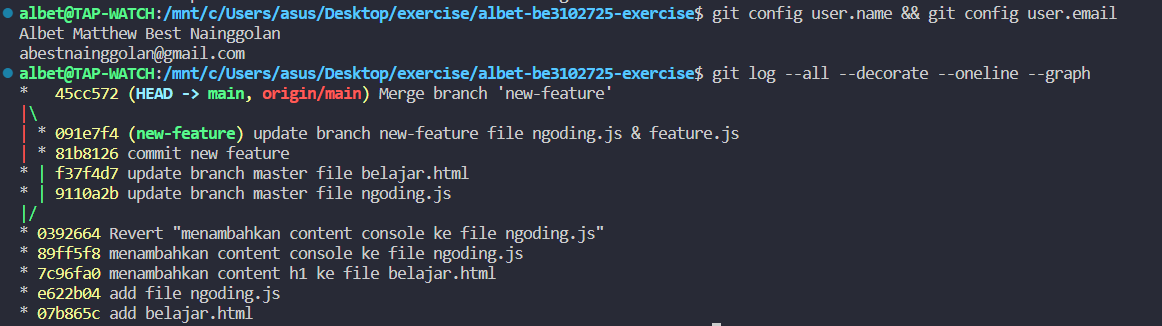 albet@TAP-WATCH:/mnt/c/Users/asus/Desktop/exercise/albet-be3102725-exercise$ git config user.name && git config user.email
Albet Matthew Best Nainggolan
abestnainggolan@gmail.com
albet@TAP-WATCH:/mnt/c/Users/asus/Desktop/exercise/albet-be3102725-exercise$ git log --all --decorate --oneline --graph
*   45cc572 (HEAD -> main, origin/main) Merge branch 'new-feature'
|\
| * 091e7f4 (new-feature) update branch new-feature file ngoding.js & feature.js
| * 81b8126 commit new feature
* | f37f4d7 update branch master file belajar.html
* | 9110a2b update branch master file ngoding.js
|/
* 0392664 Revert "menambahkan content console ke file ngoding.js"
* 89ff5f8 menambahkan content console ke file ngoding.js
* 7c96fa0 menambahkan content h1 ke file belajar.html
* e622b04 add file ngoding.js
* 07b865c add belajar.html